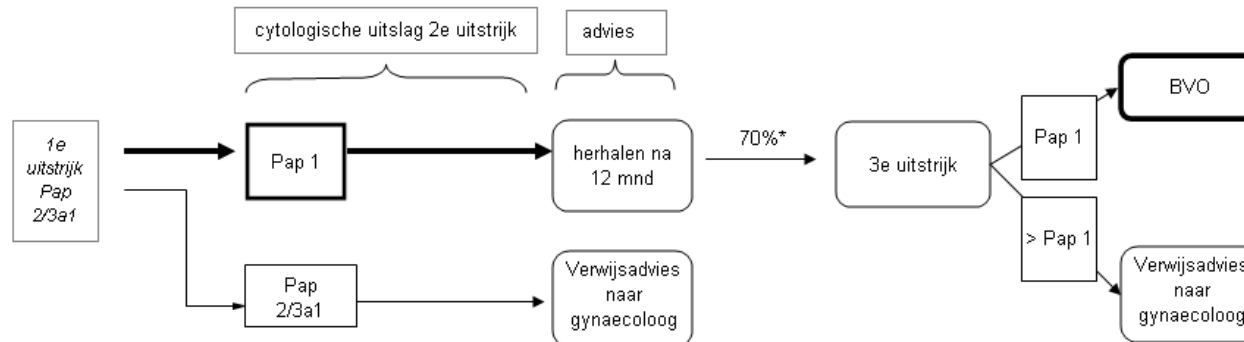 cytologische uitslag 2e uitstrijk
advies
1e
uitstrijk
Pap
2/3a1
Pap 1
herhalen na
12 mnd
70%*
3e uitstrijk
Pap 1
BVO
> Pap 1
Pap
2/3a1
Verwijsadvies
naar
gynaecoloog
Verwijsadvies
naar
gynaecoloog